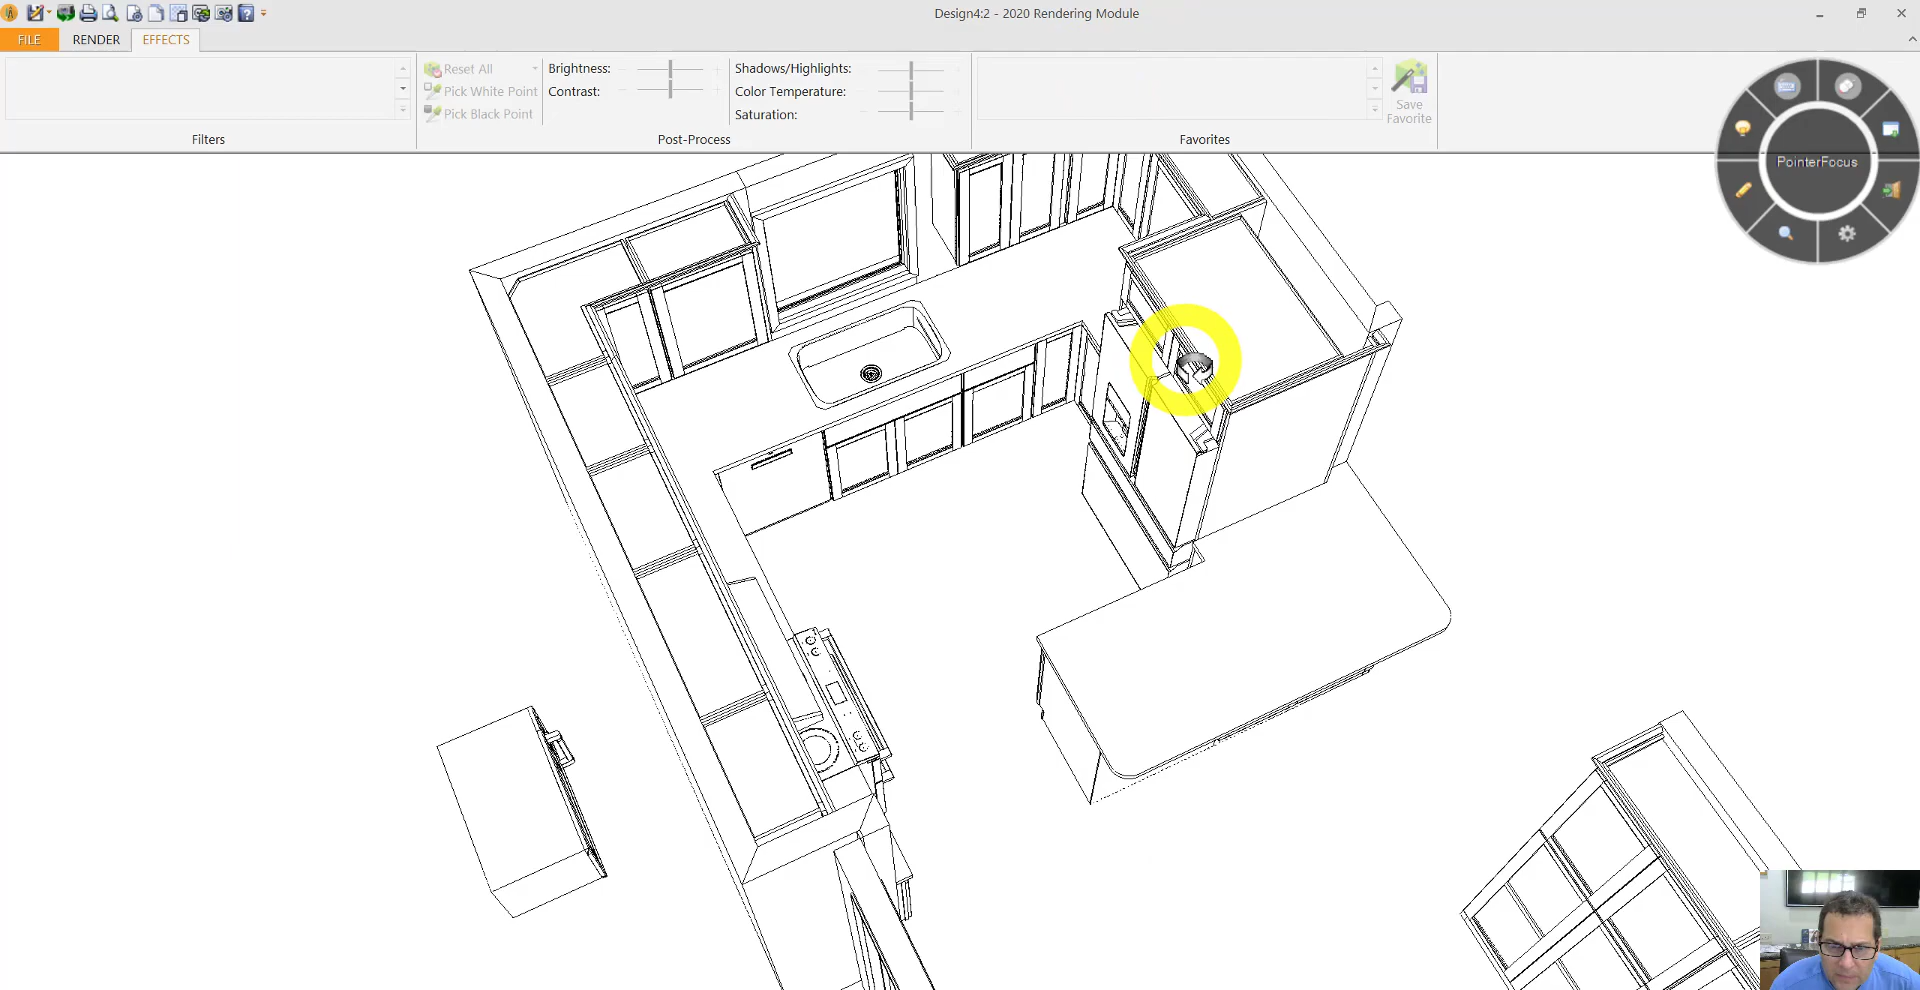 Design4:2 - 2020 Rendering Module
FILE
RENDER
EFFECTS
Reset All
Pick White Point
Pick Black Point
Brightness:
Contrast:
Shadows/Highlights:
Color Temperature:
Saturation:
Save
Favorite
Filters
Post-Process
Favorites
PointerFocus